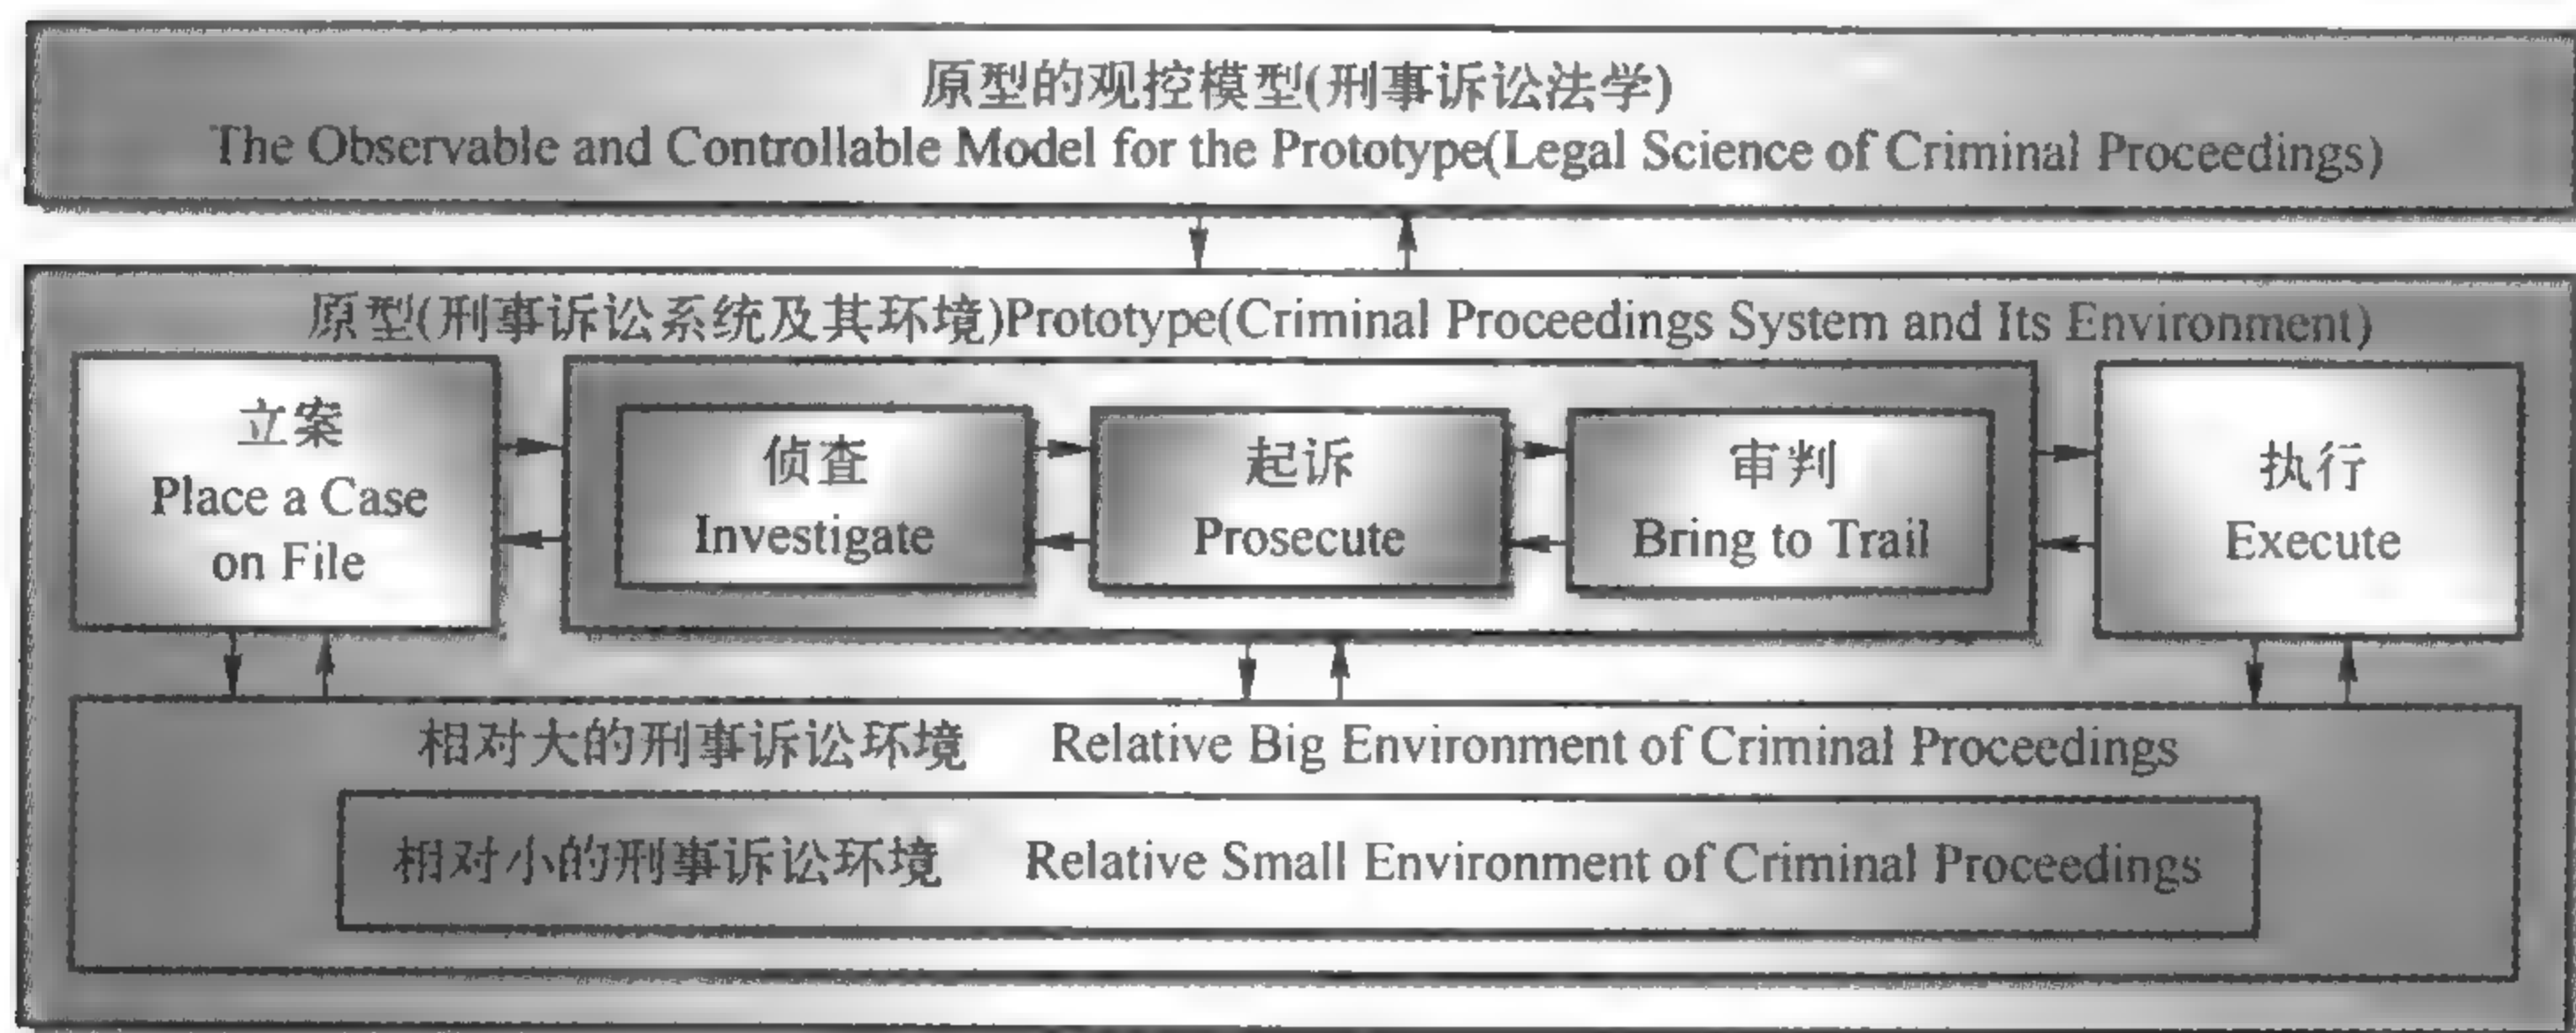 原型的观控模型(刑事诉讼法学)
The Observable and Controllable Model for the Prototype(Legal Science of Criminal Proceedings)
原型(刑事诉讼系统及其环境)Prototype(Criminal Proceedings System and Its Environment)
立案
Place a Case
on File
侦查
Investigate
起诉
Prosecute
审判
Bring to Trail
执行
Execute
相对大的刑事诉讼环境 Relative Big Environment of Criminal Proceedings
相对小的刑事诉讼环境 Relative Small Environment of Criminal Proceedings